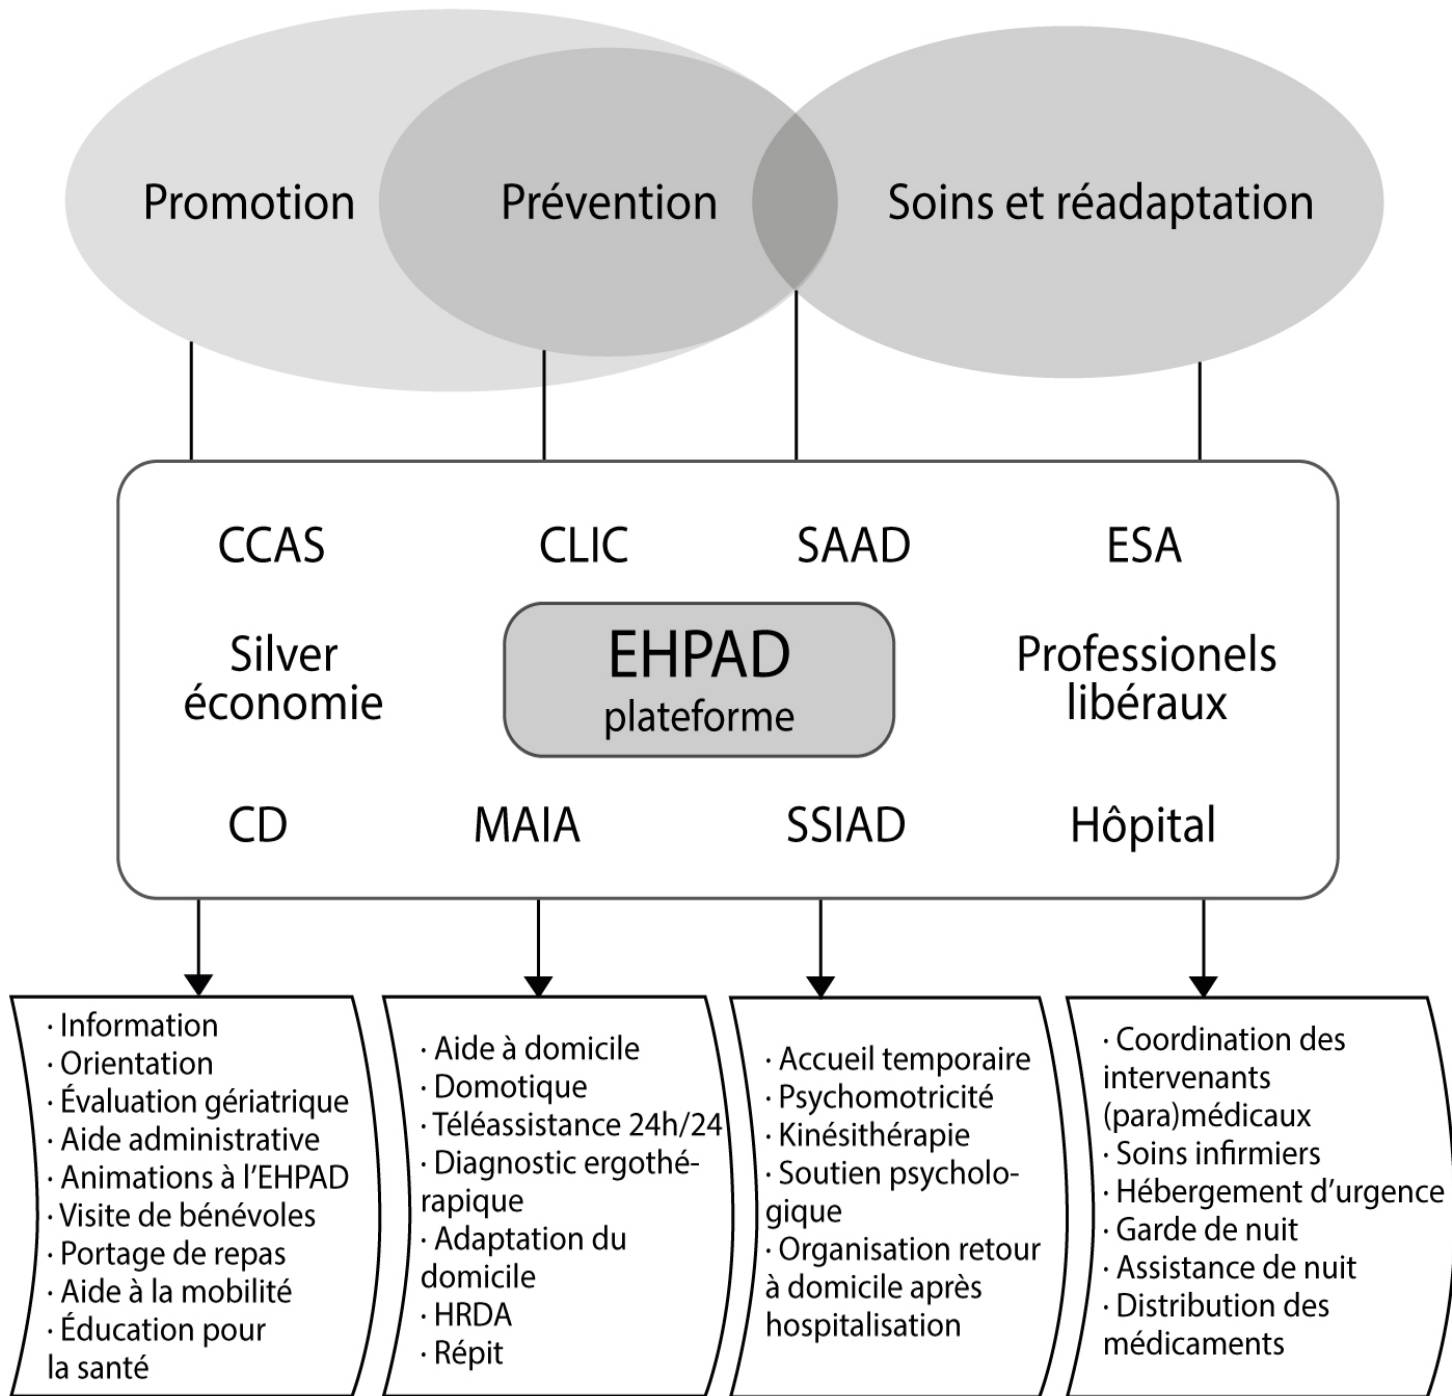 Promotion
Prévention
Soins et réadaptation
CCAS
CLIC
SAAD
ESA
Silver
économie
EHPAD
plateforme
Professionels
libéraux
CD
MAIA
SSIAD
Hôpital
· Information
· Orientation
· Évaluation gériatrique
· Aide administrative
· Animations à l’EHPAD
· Visite de bénévoles
· Portage de repas
· Aide à la mobilité
· Éducation pour
la santé
· Aide à domicile
· Domotique
· Téléassistance 24h/24
· Diagnostic ergothé-
rapique
· Adaptation du
domicile
· HRDA
· Répit
· Accueil temporaire
· Psychomotricité
· Kinésithérapie
· Soutien psycholo-
gique
· Organisation retour
à domicile après
hospitalisation
· Coordination des
intervenants
(para)médicaux
· Soins infirmiers
· Hébergement d’urgence
· Garde de nuit
· Assistance de nuit
· Distribution des
médicaments